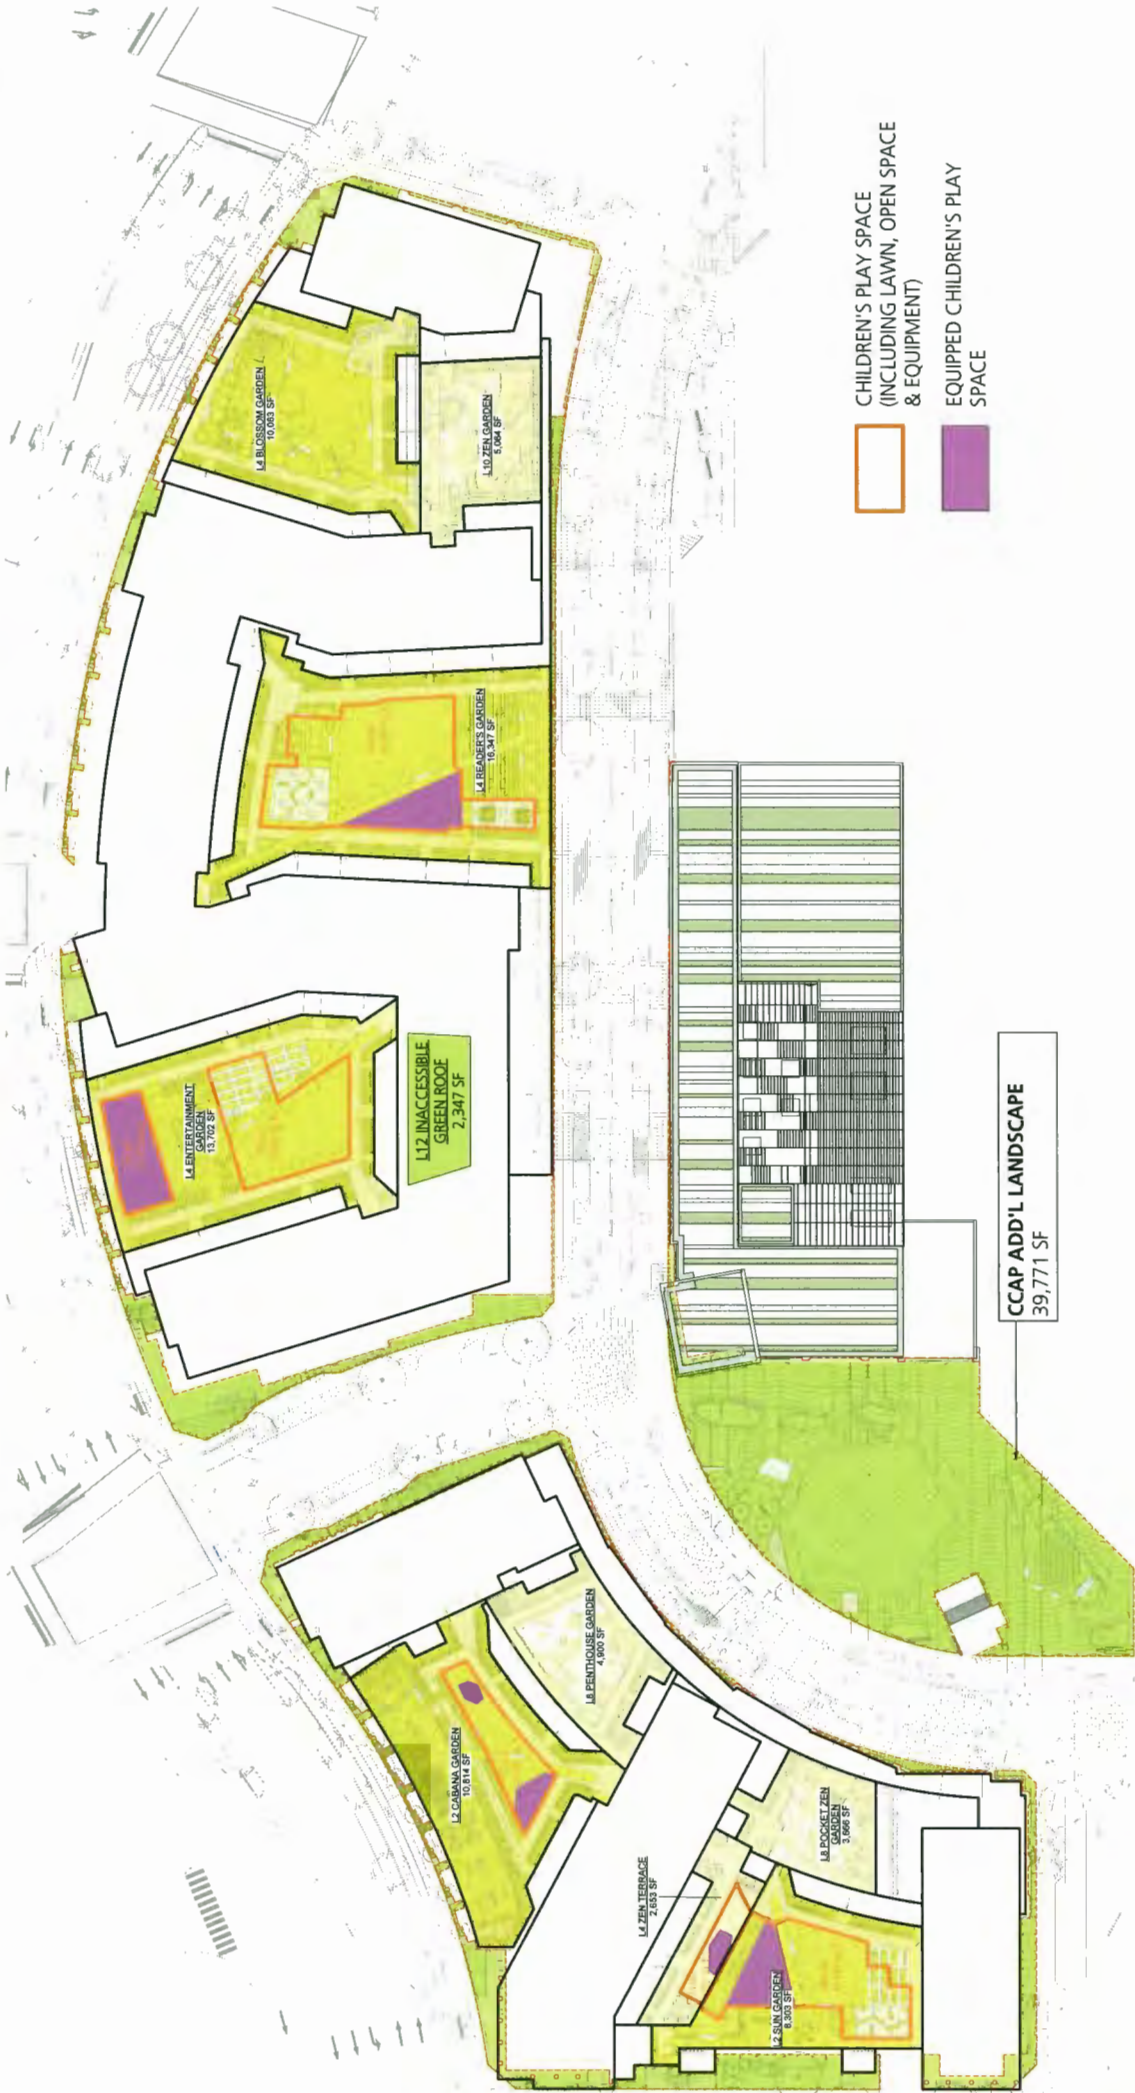 L4 BLOSSOM GARDEN
10,083 SF
L10 ZEN GARDEN
5,064 SF
L4 READER'S GARDEN
16,347 SF
L4 ENTERTAINMENT
GARDEN
13,702 SF
L12 INACCESSIBLE
GREEN ROOF
2,347 SF
L2 CABANA GARDEN
10,814 SF
L8 PENTHOUSE GARDEN
4,900 SF
L4 ZEN TERRACE
2,653 SF
L8 POCKET ZEN
GARDEN
3,666 SF
L2 SUN GARDEN
8,303 SF
CCAP ADD'L LANDSCAPE
39,771 SF
CHILDREN'S PLAY SPACE
(INCLUDING LAWN, OPEN SPACE
& EQUIPMENT)
EQUIPPED CHILDREN'S PLAY
SPACE